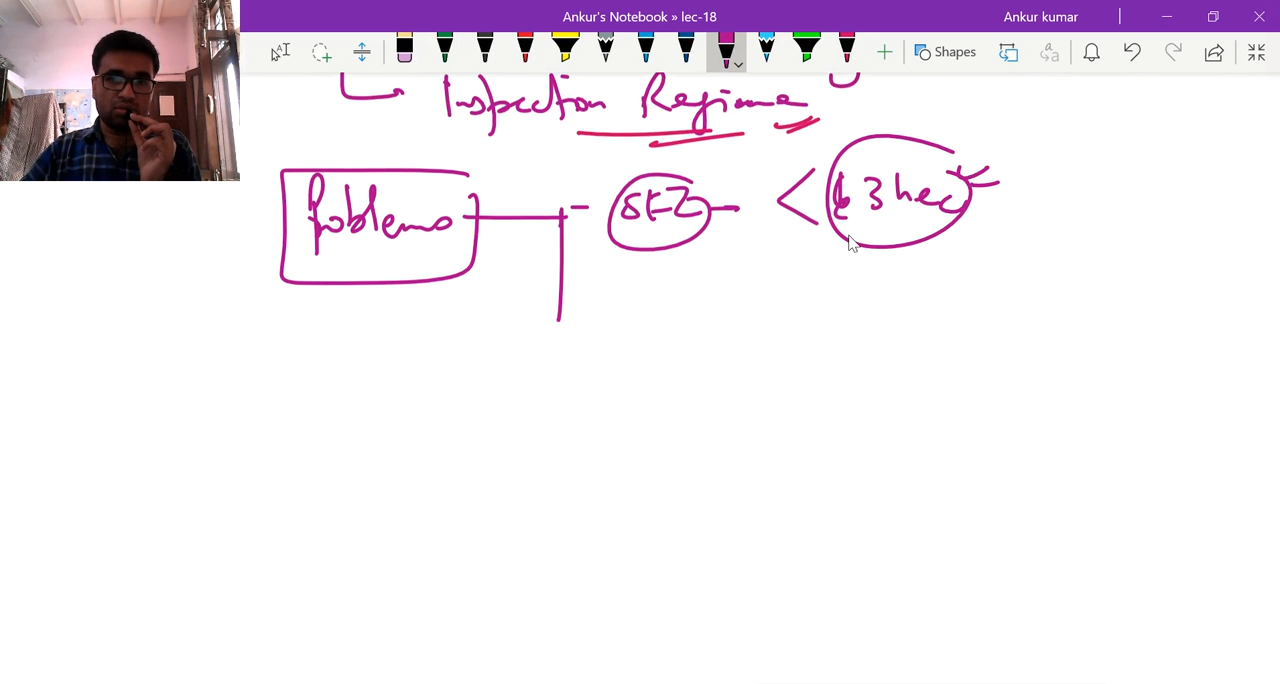 Ankur's Notebook » lec-18
Ankur kumar
Shapes
Inspection Regime
Problems - SEZ - < 3 hec